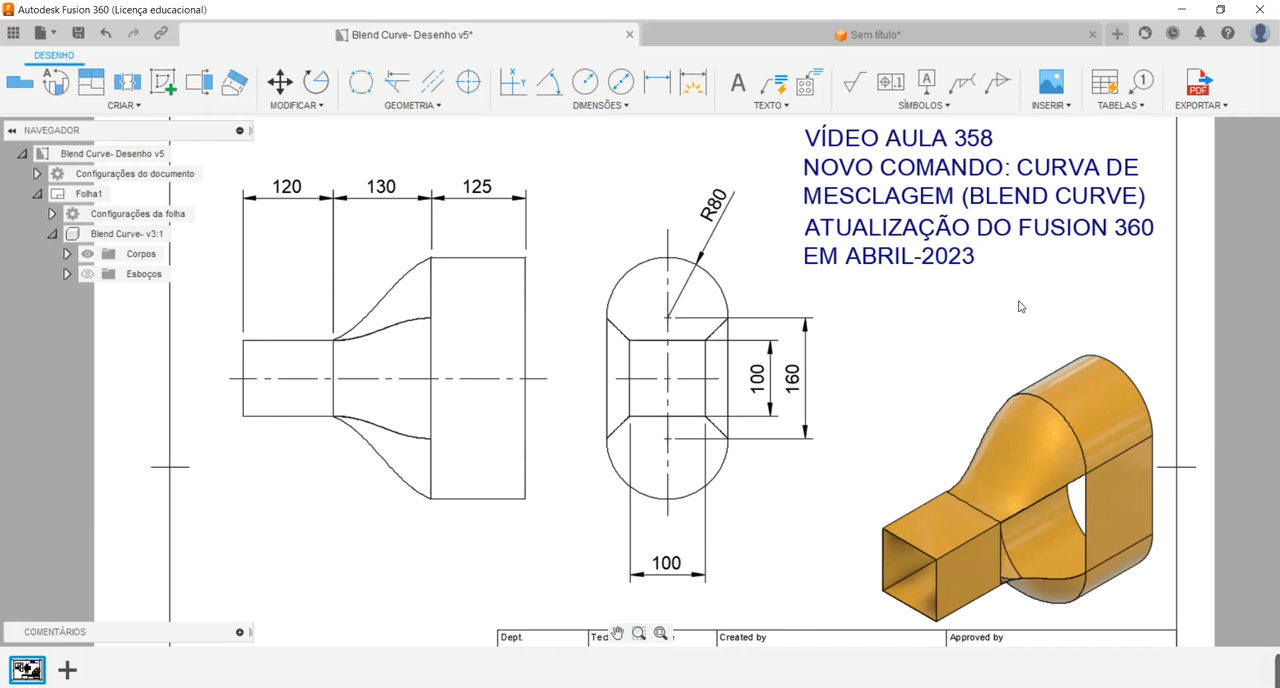 Autodesk Fusion 360 (Licença educacional)
Blend Curve- Desenho v5*
Sem título*
DESENHO
CRIAR
MODIFICAR
GEOMETRIA
DIMENSÕES
TEXTO
SÍMBOLOS
INSERIR
TABELAS
EXPORTAR
NAVEGADOR
Blend Curve- Desenho v5
Configurações do documento
Folha1
Configurações da folha
Blend Curve- v3:1
Corpos
Esboços
VÍDEO AULA 358
NOVO COMANDO: CURVA DE
MESCLAGEM (BLEND CURVE)
ATUALIZAÇÃO DO FUSION 360
EM ABRIL-2023
120
130
125
R80
100
160
100
COMENTÁRIOS
Dept.
Created by
Approved by